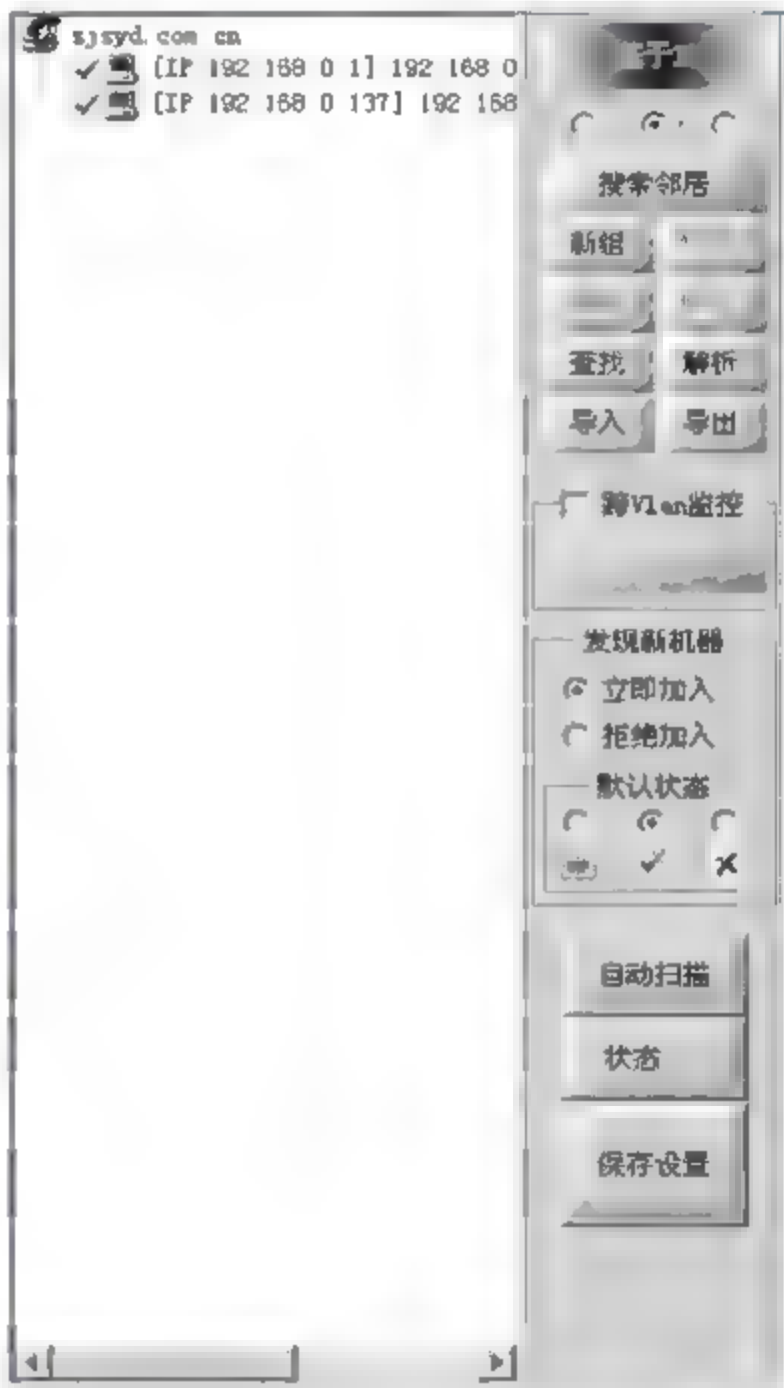 sjsyd.com cn
[IP 192 168 0 1] 192 168 0
[IP 192 168 0 137] 192 168
搜索邻居
新组
查找 解析
导入 导出
跨Vlan监控
发现新机器
立即加入
拒绝加入
默认状态
自动扫描
状态
保存设置